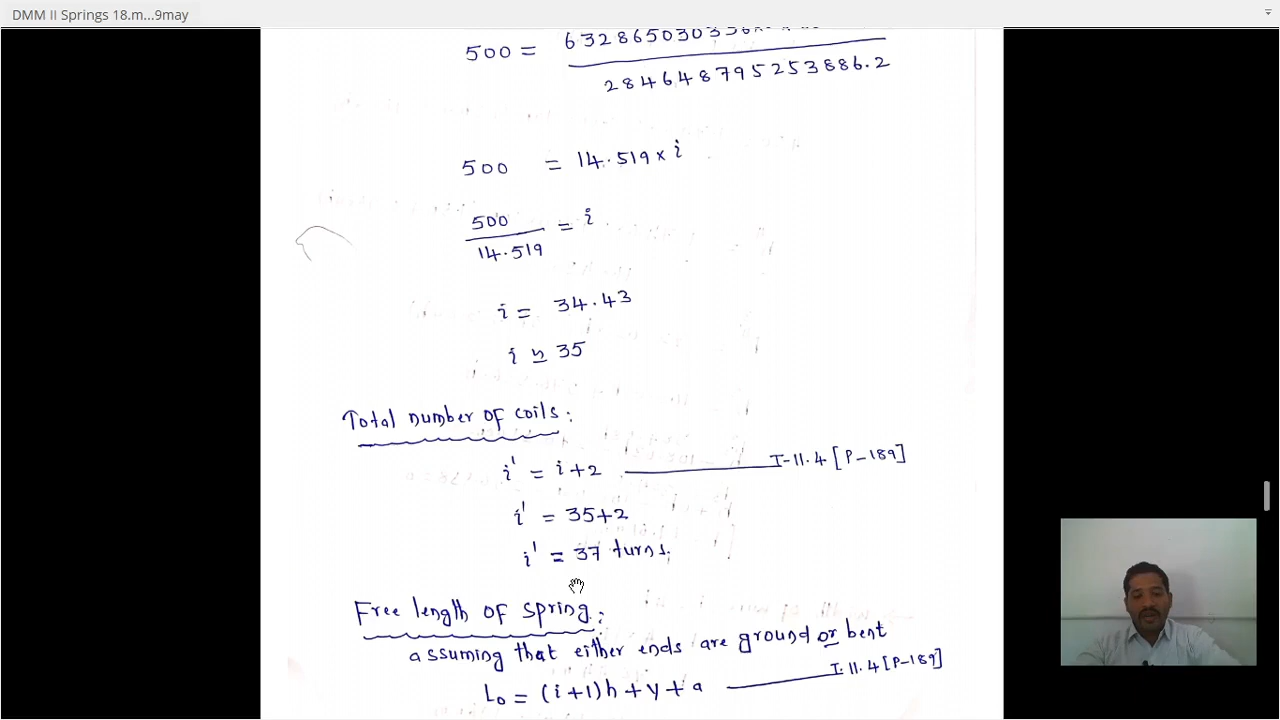 DMM II Springs 18.m...9may
500 =
2846487952538​86.2
500 = 14.519 × i
500
14.519 = i
i = 34.43
i ≃ 35
Total number of coils:
i' = i+2 T-11.4 [P-189]
i' = 35+2
i' = 37 turns.
Free length of spring:
assuming that either ends are ground or bent
L₀ = (i+1)h + y + a T-11.4 [P-189]